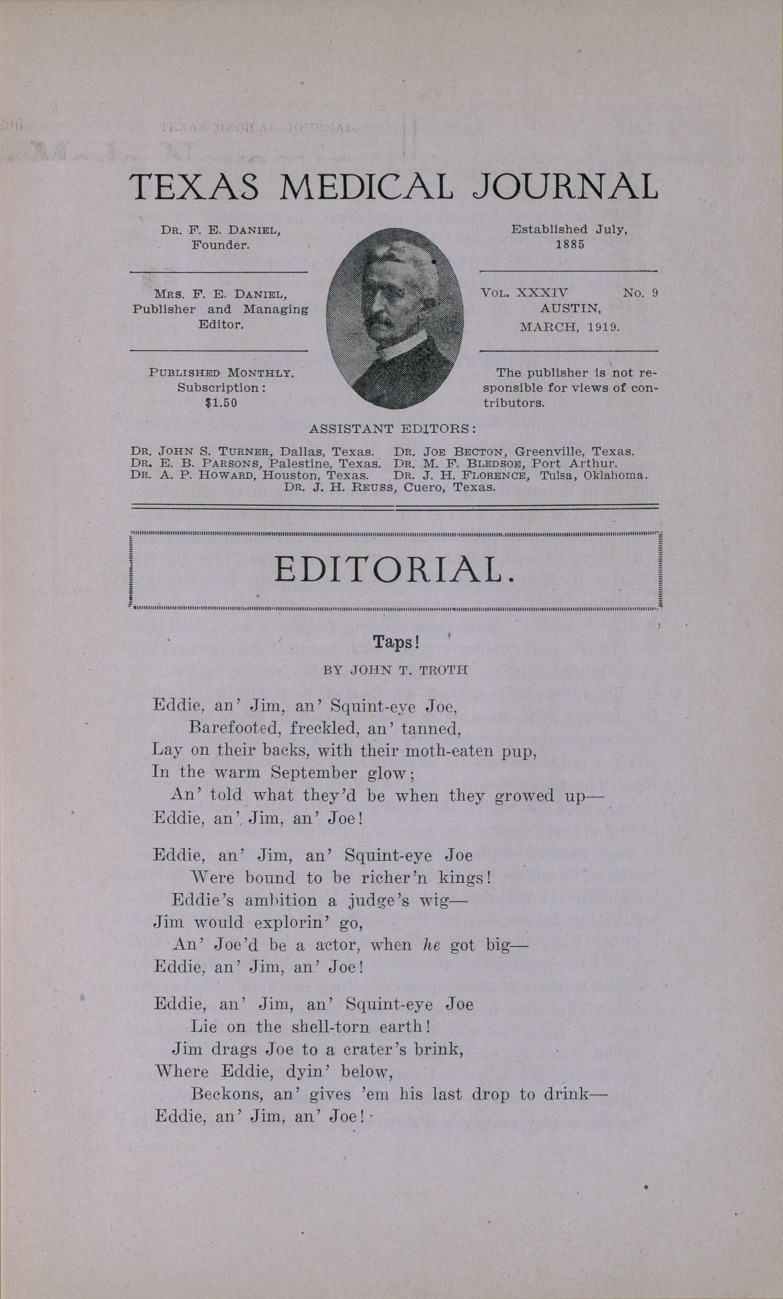 TEXAS MEDICAL JOURNAL
DR. F. E. DANIEL,
Founder.
MRS. F. E. DANIEL,
Publisher and Managing
Editor.
PUBLISHED MONTHLY.
Subscription:
$1.50
Established July,
1885
VOL. XXXIV No. 9
AUSTIN,
MARCH, 1919.
The publisher is not re-
sponsible for views of con-
tributors.
ASSISTANT EDITORS:
DR. JOHN S. TURNER, Dallas, Texas. DR. JOE BECTON, Greenville, Texas.
DR. E. B. PARSONS, Palestine, Texas. DR. M. F. BLEDSOE, Port Arthur.
DR. A. P. HOWARD, Houston, Texas. DR. J. H. FLORENCE, Tulsa, Oklahoma.
DR. J. H. REUSS, Cuero, Texas.
EDITORIAL.
Taps!
BY JOHN T. TROTH
Eddie, an' Jim, an' Squint-eye Joe,
Barefooted, freckled, an' tanned,
Lay on their backs, with their moth-eaten pup,
In the warm September glow;
An' told what they'd be when they growed up—
Eddie, an' Jim, an' Joe!
Eddie, an' Jim, an' Squint-eye Joe
Were bound to be richer'n kings!
Eddie's ambition a judge's wig—
Jim would explorin' go,
An' Joe'd be a actor, when he got big—
Eddie, an' Jim, an' Joe!
Eddie, an' Jim, an' Squint-eye Joe
Lie on the shell-torn earth!
Jim drags Joe to a crater's brink,
Where Eddie, dyin' below,
Beckons, an' gives 'em his last drop to drink—
Eddie, an' Jim, an' Joe!